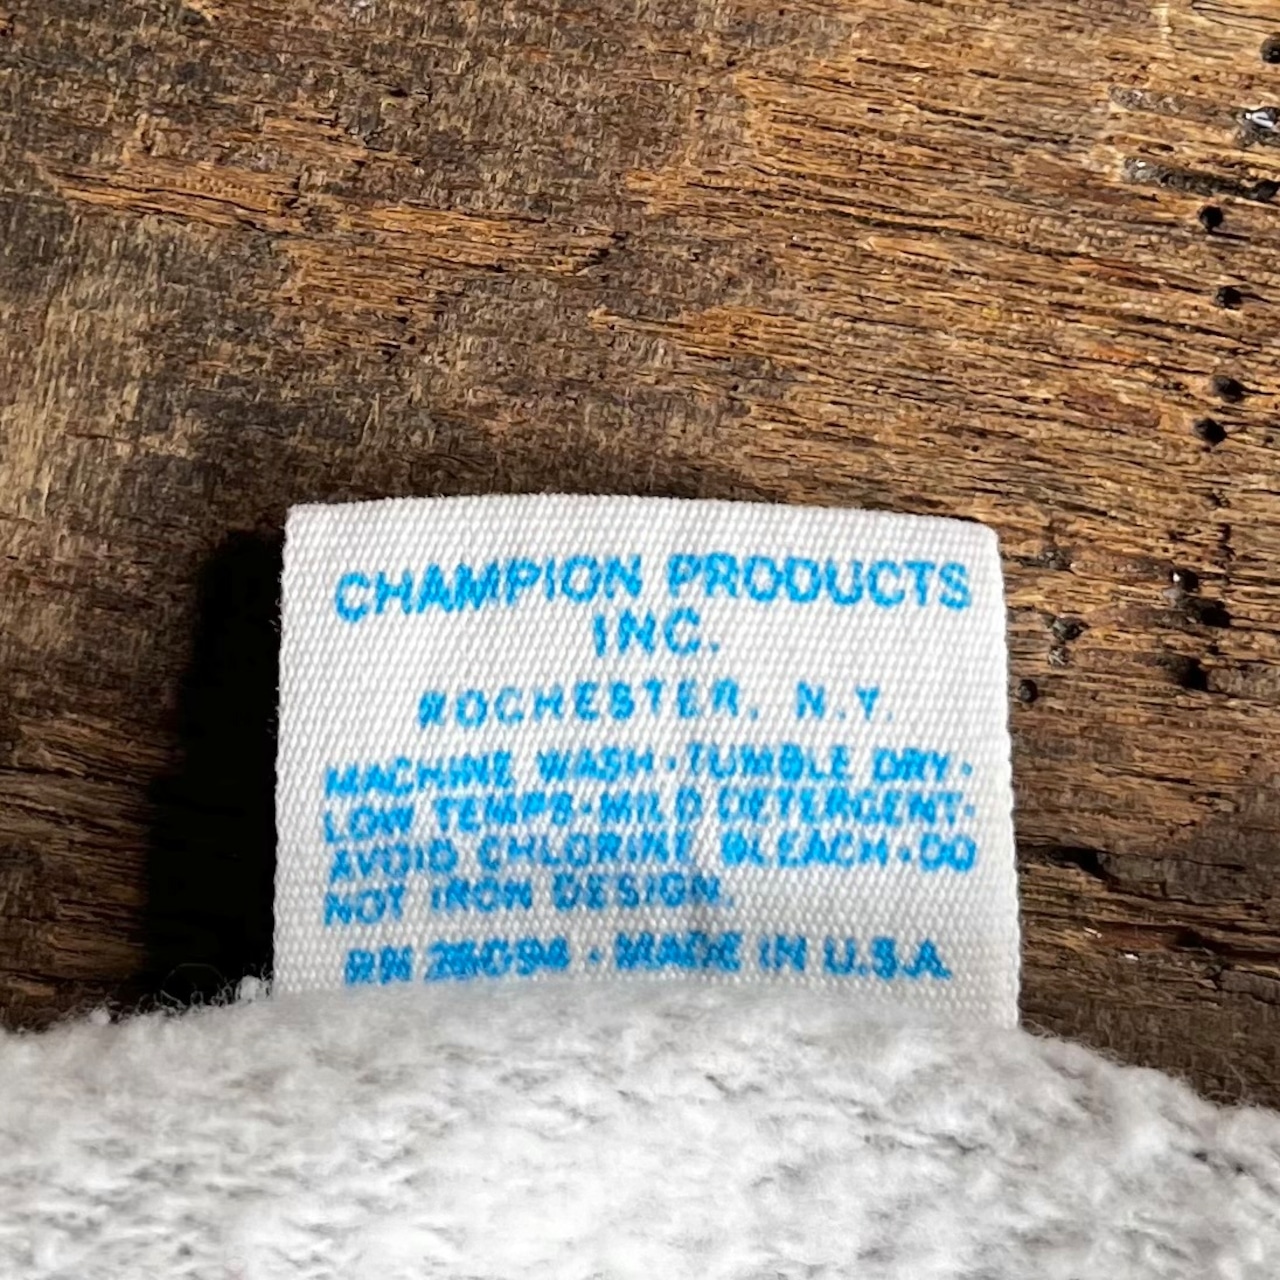 CHAMPION PRODUCTS
INC.
ROCHESTER, N.Y.
MACHINE WASH·TUMBLE DRY·
LOW TEMPS·MILD DETERGENT·
AVOID CHLORINE BLEACH·DO
NOT IRON DESIGN.
RN 26094 · MADE IN U.S.A.